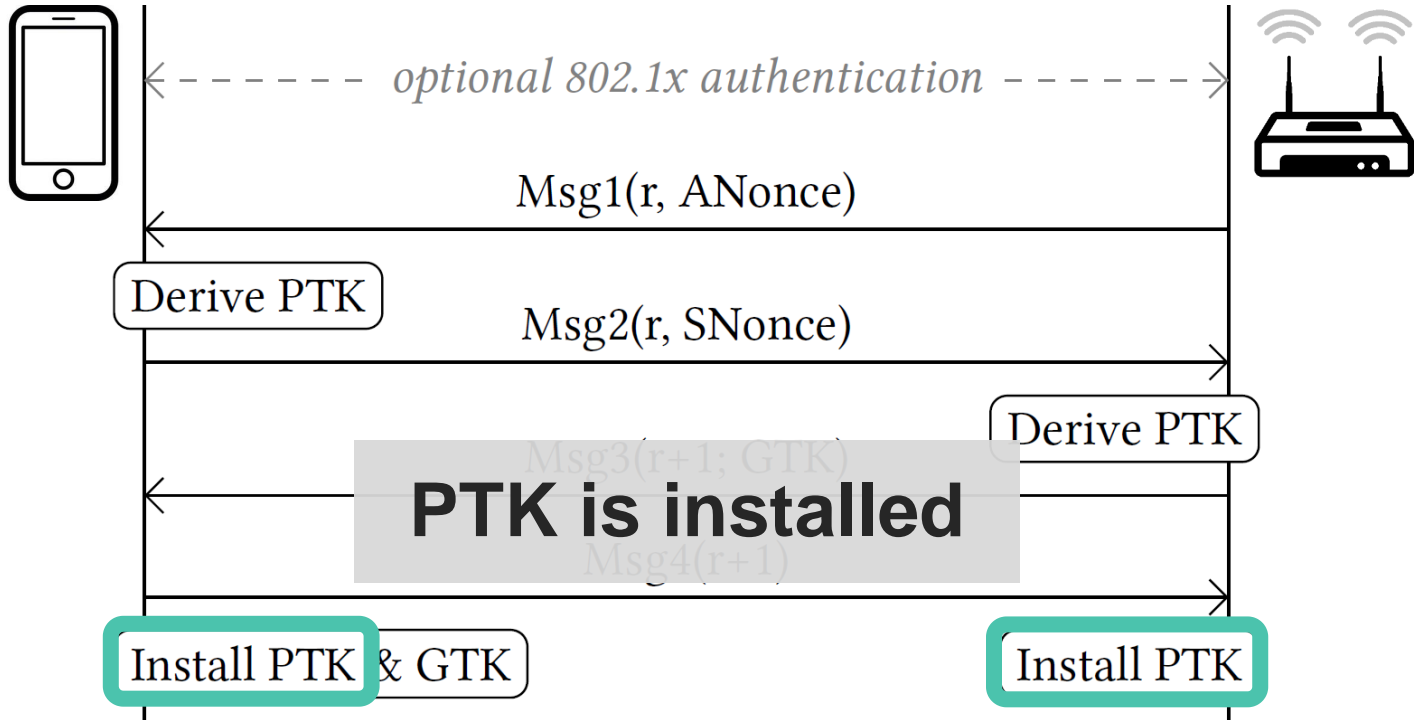 optional 802.1x authentication
Msg1(r, ANonce)
Derive PTK
Msg2(r, SNonce)
Derive PTK
Msg3(r+1; GTK)
PTK is installed
Msg4(r+1)
Install PTK & GTK
Install PTK